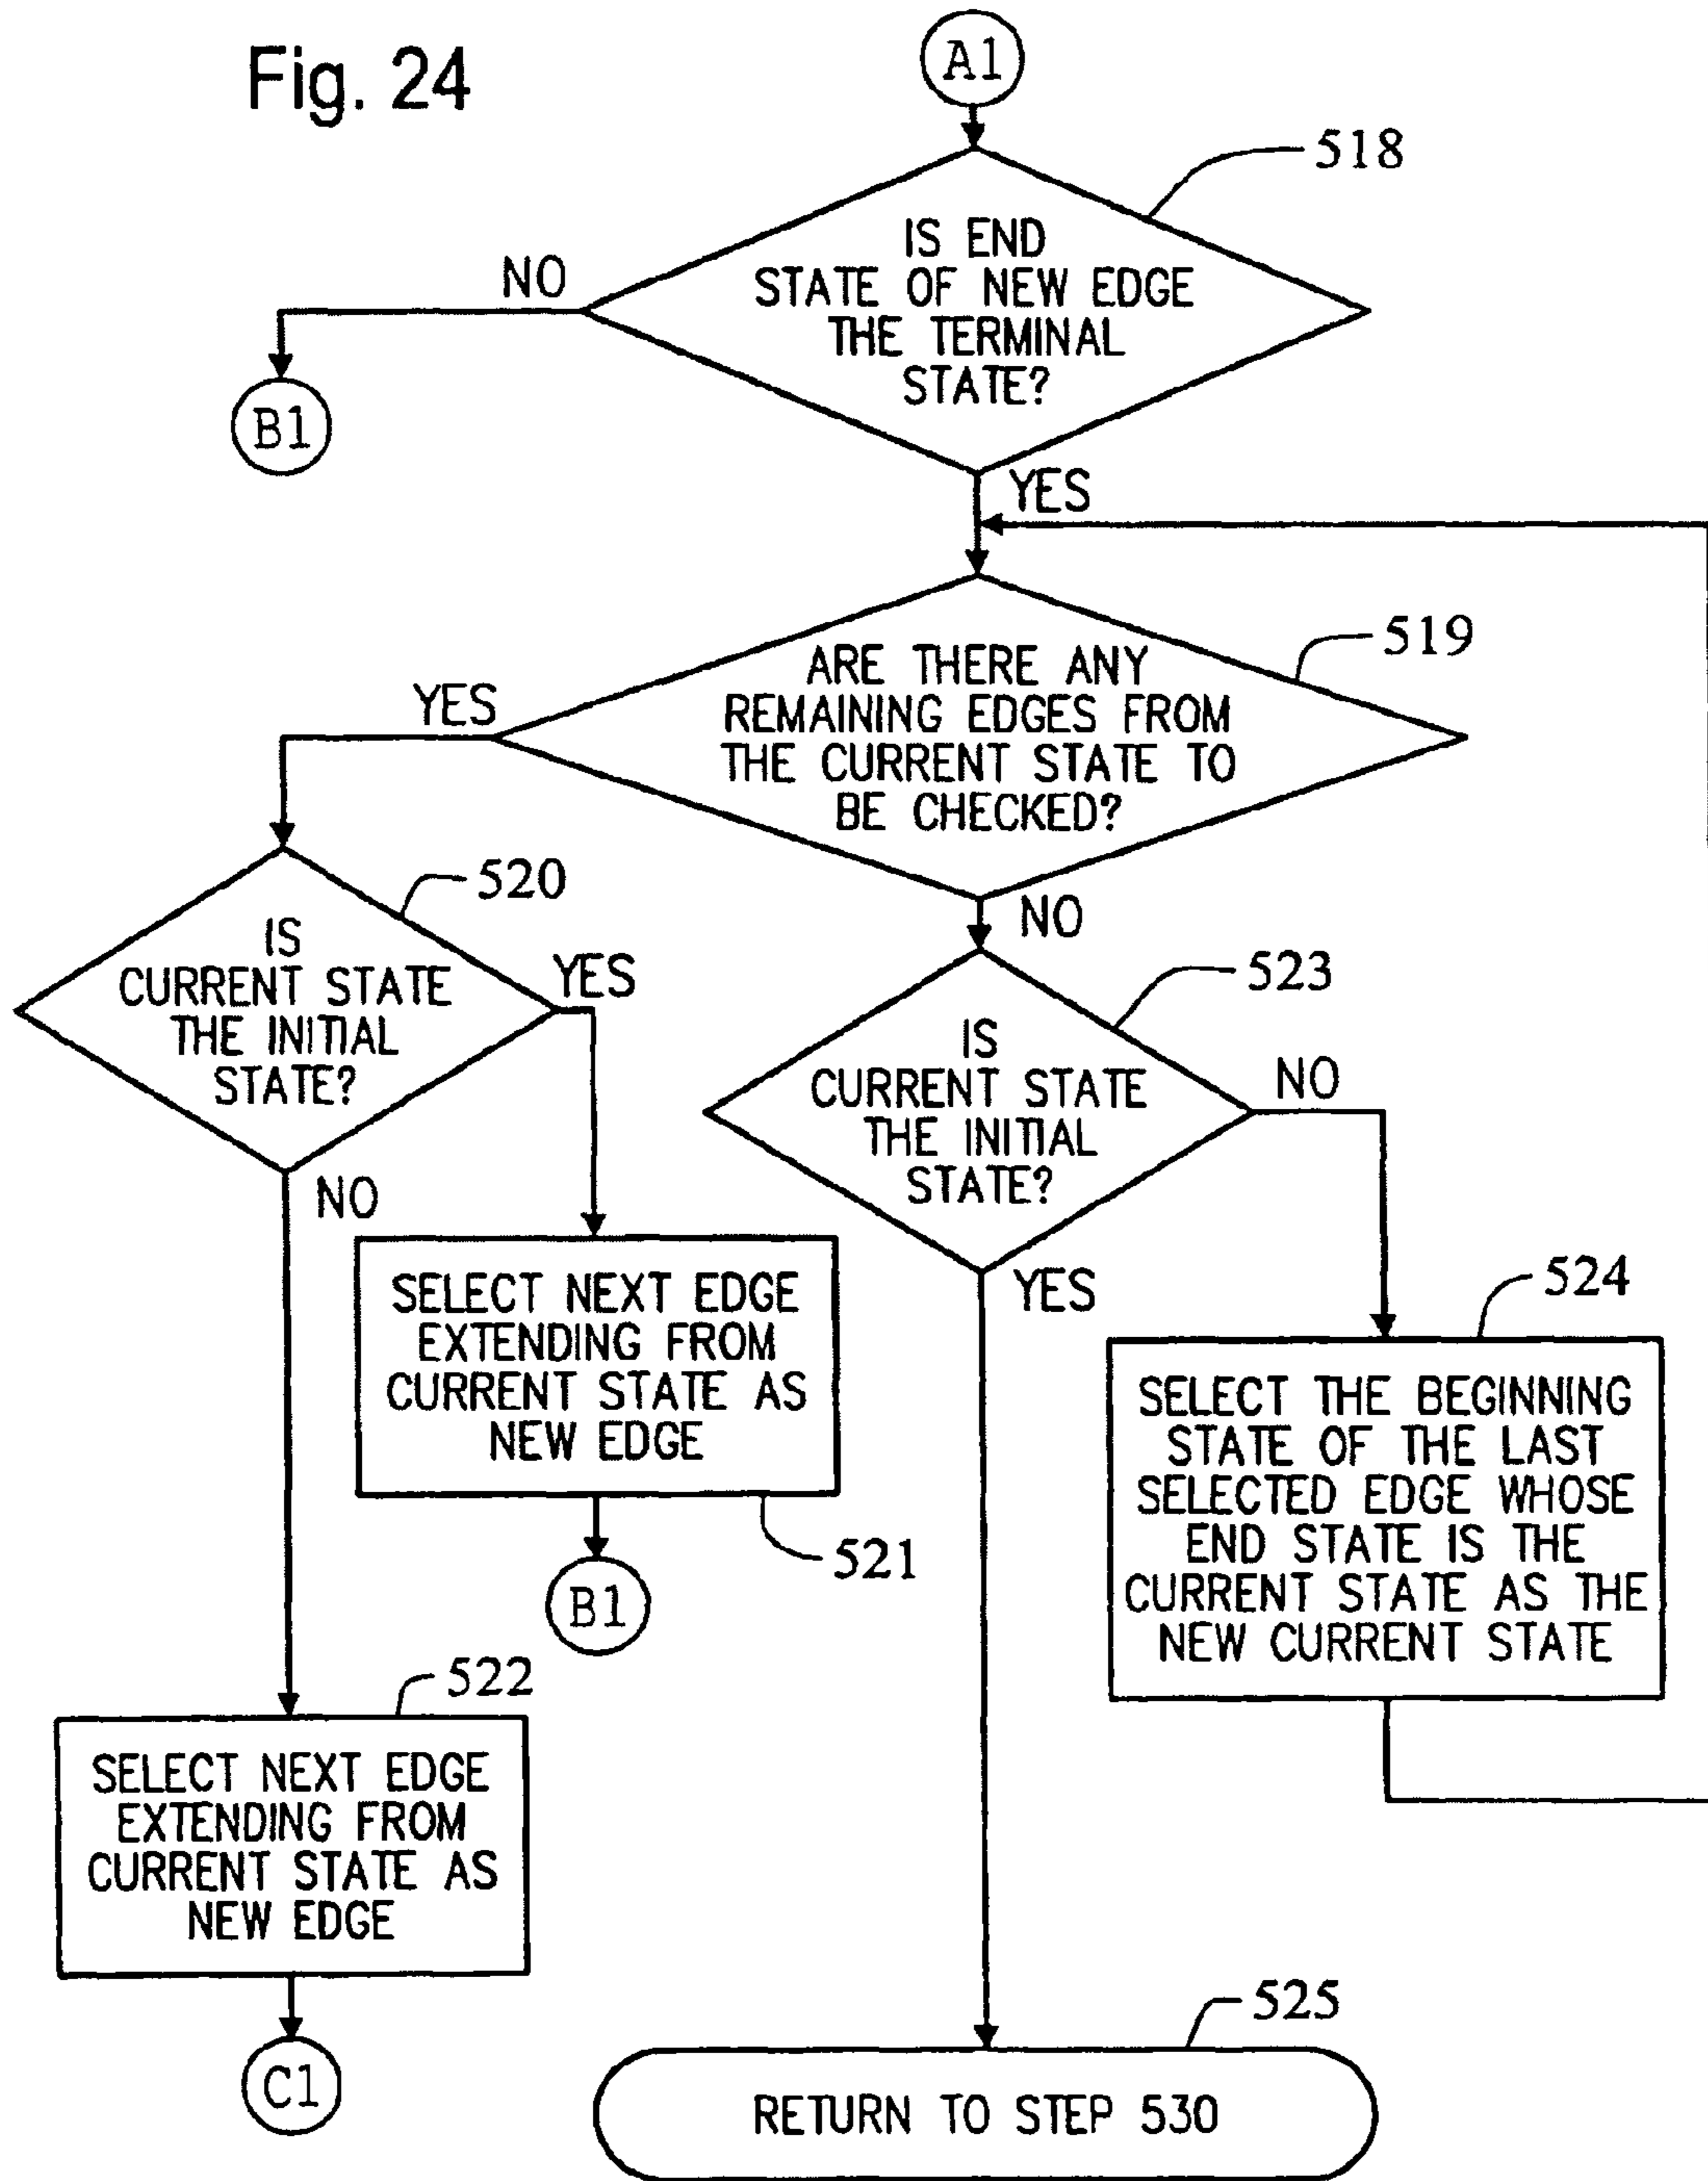 Fig. 24
A1
518
IS END
STATE OF NEW EDGE
THE TERMINAL
STATE?
NO
B1
YES
519
ARE THERE ANY
REMAINING EDGES FROM
THE CURRENT STATE TO
BE CHECKED?
YES
NO
520
IS
CURRENT STATE
THE INITIAL
STATE?
YES
NO
523
IS
CURRENT STATE
THE INITIAL
STATE?
NO
YES
SELECT NEXT EDGE
EXTENDING FROM
CURRENT STATE AS
NEW EDGE
521
B1
524
SELECT THE BEGINNING
STATE OF THE LAST
SELECTED EDGE WHOSE
END STATE IS THE
CURRENT STATE AS THE
NEW CURRENT STATE
522
SELECT NEXT EDGE
EXTENDING FROM
CURRENT STATE AS
NEW EDGE
C1
525
RETURN TO STEP 530